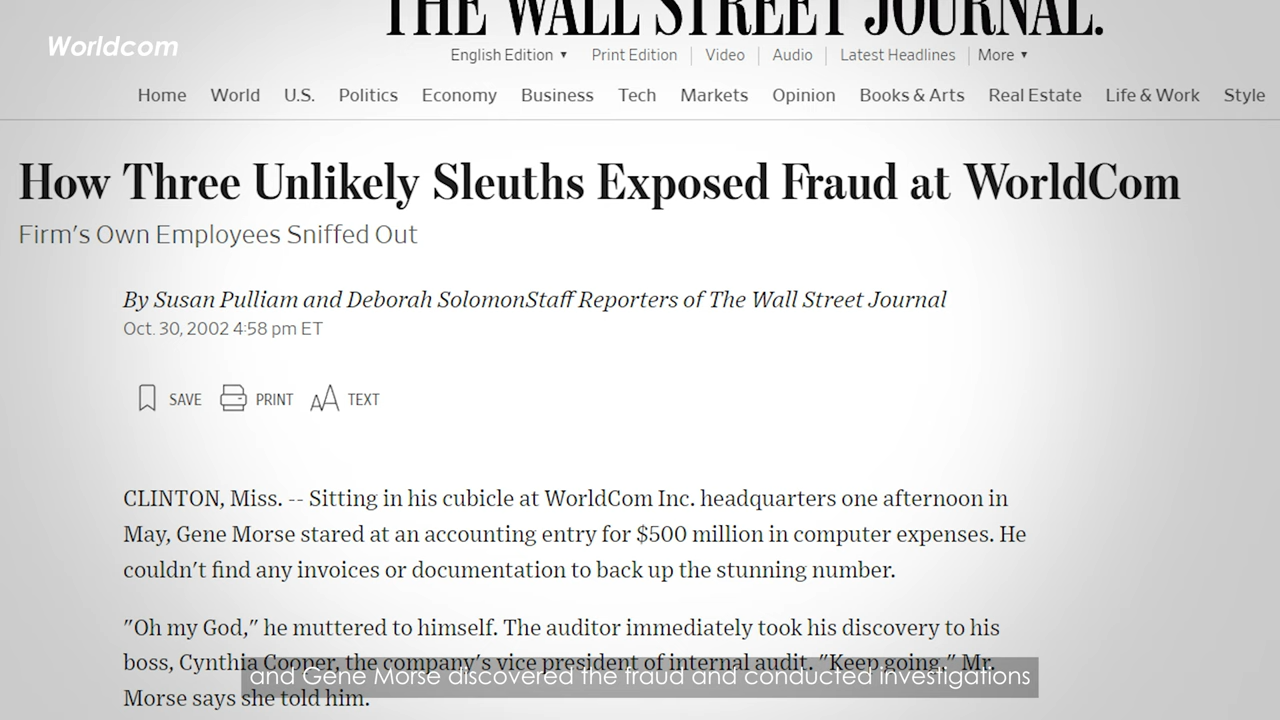 THE WALL STREET JOURNAL.
Worldcom
English Edition ▾ Print Edition Video Audio Latest Headlines More ▾
Home World U.S. Politics Economy Business Tech Markets Opinion Books & Arts Real Estate Life & Work Style
How Three Unlikely Sleuths Exposed Fraud at WorldCom
Firm's Own Employees Sniffed Out
By Susan Pulliam and Deborah SolomonStaff Reporters of The Wall Street Journal
Oct. 30, 2002 4:58 pm ET
SAVE PRINT AA TEXT
CLINTON, Miss. -- Sitting in his cubicle at WorldCom Inc. headquarters one afternoon in
May, Gene Morse stared at an accounting entry for $500 million in computer expenses. He
couldn't find any invoices or documentation to back up the stunning number.
"Oh my God," he muttered to himself. The auditor immediately took his discovery to his
boss, Cynthia Cooper, the company's vice president of internal audit. "Keep going," Mr.
and Gene Morse discovered the fraud and conducted investigations
Morse says she told him.